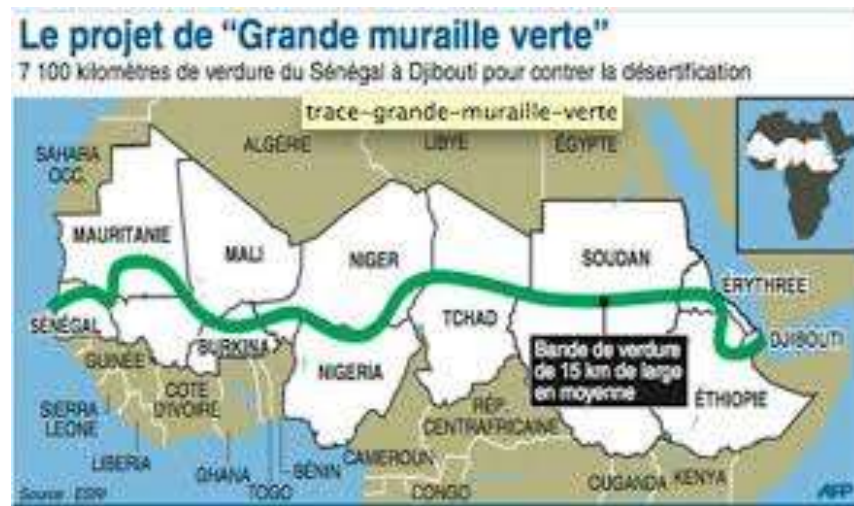 Le projet de "Grande muraille verte"
7 100 kilomètres de verdure du Sénégal à Djibouti pour contrer la désertification
trace-grande-muraille-verte
ALGÉRIE
LIBYE
ÉGYPTE
SAHARA
OCC.
MAURITANIE
MALI
NIGER
SOUDAN
ERYTHREE
SÉNÉGAL
TCHAD
DJIBOUTI
BURKINA
Bande de verdure
de 15 km de large
en moyenne
GUINÉE
NIGERIA
CÔTE
D'IVOIRE
ÉTHIOPIE
SIERRA
LEONE
RÉP.
CENTRAFRICAINE
LIBERIA
GHANA
TOGO
BÉNIN
CAMEROUN
CONGO
OUGANDA
KENYA
Source : ESRI
AFP